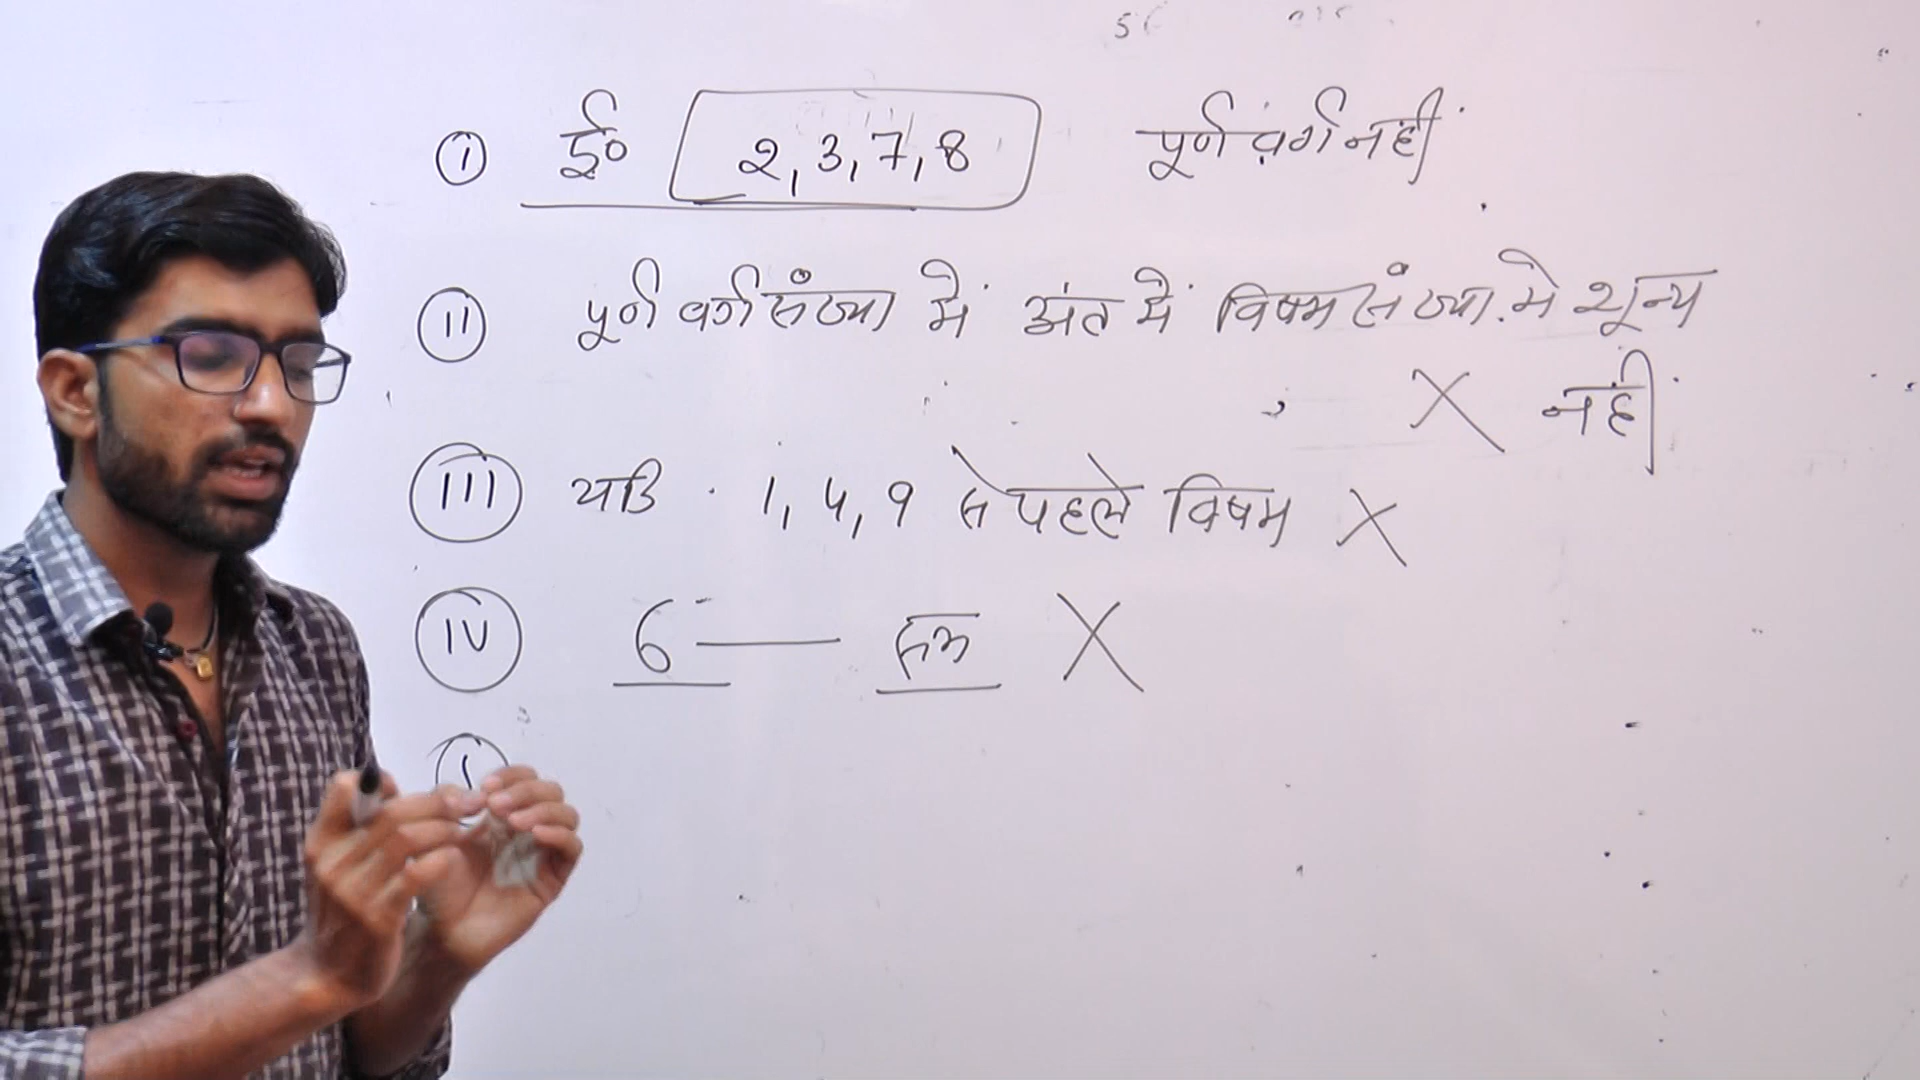 ① ई० 2, 3, 7, 8 पूर्ण वर्ग नहीं
II पूर्ण वर्ग संख्या में अंत में विषम संख्या में शून्य
X नहीं
III यदि 1, 4, 9 से पहले विषम X
IV 6 — सम X